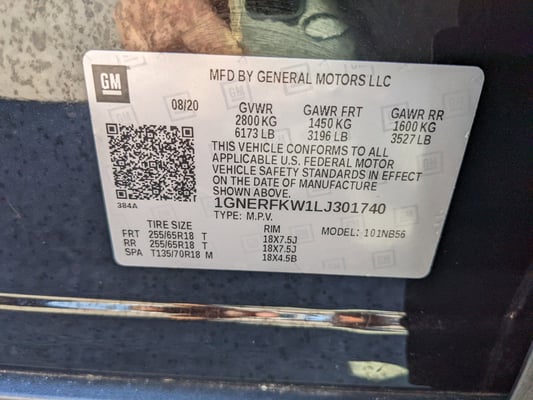 GM
MFD BY GENERAL MOTORS LLC
08/20 GVWR GAWR FRT GAWR RR
2800 KG 1450 KG 1600 KG
6173 LB 3196 LB 3527 LB
THIS VEHICLE CONFORMS TO ALL
APPLICABLE U.S. FEDERAL MOTOR
VEHICLE SAFETY STANDARDS IN EFFECT
ON THE DATE OF MANUFACTURE
SHOWN ABOVE.
384A
1GNERFKW1LJ301740
TYPE: M.P.V. MODEL: 101NB56
TIRE SIZE RIM
FRT 255/65R18 T 18X7.5J
RR 255/65R18 T 18X7.5J
SPA T135/70R18 M 18X4.5B